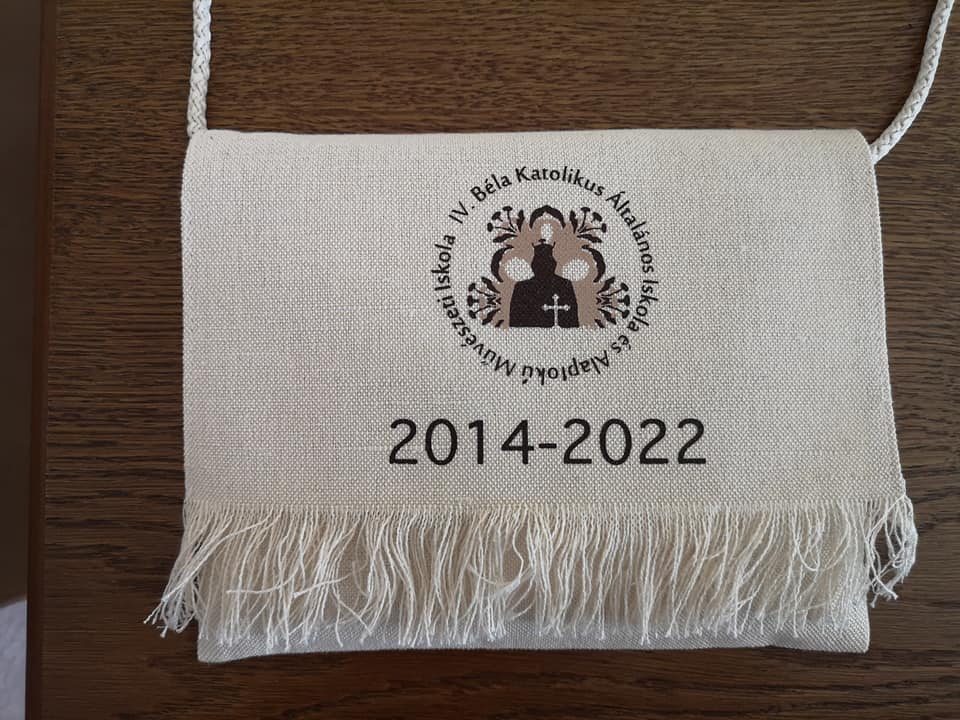 IV. Béla Katolikus Általános Iskola és Alapfokú Művészeti Iskola
2014-2022